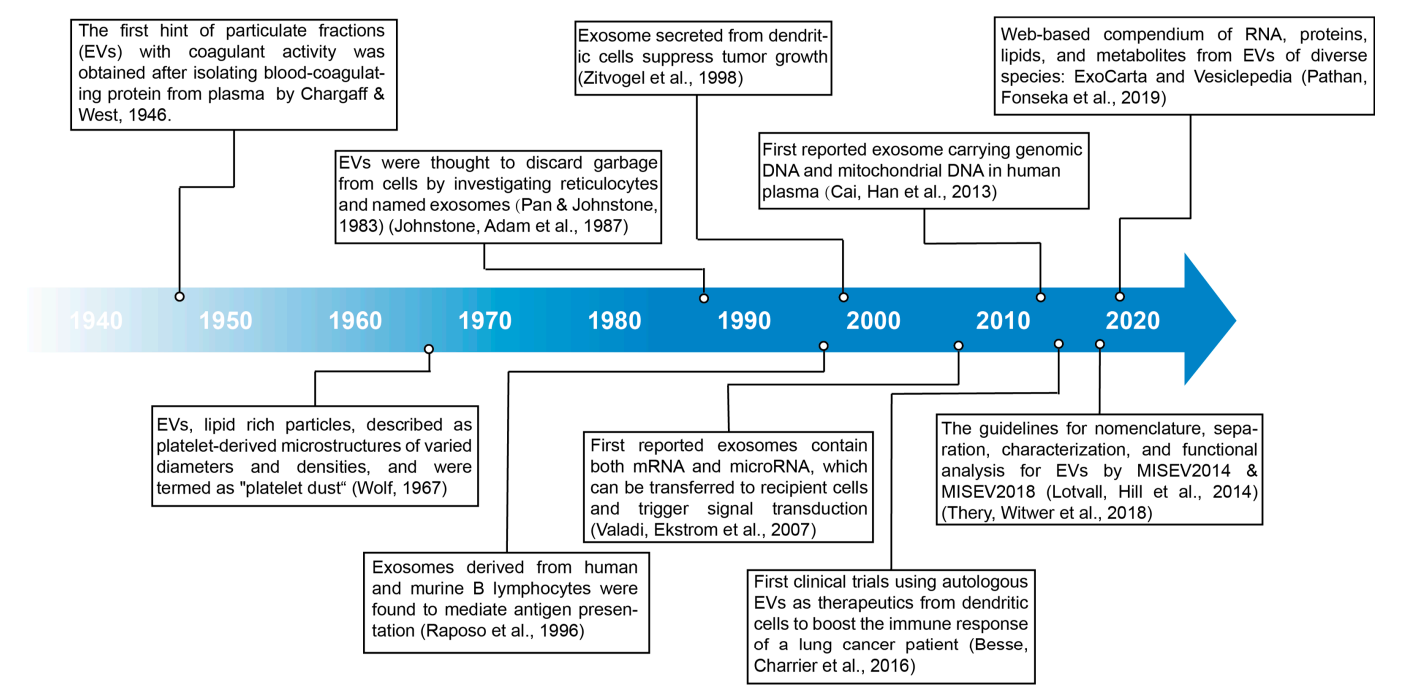 The first hint of particulate fractions
(EVs) with coagulant activity was
obtained after isolating blood-coagulat-
ing protein from plasma by Chargaff &
West, 1946.
Exosome secreted from dendrit-
ic cells suppress tumor growth
(Zitvogel et al., 1998)
Web-based compendium of RNA, proteins,
lipids, and metabolites from EVs of diverse
species: ExoCarta and Vesiclepedia (Pathan,
Fonseka et al., 2019)
EVs were thought to discard garbage
from cells by investigating reticulocytes
and named exosomes (Pan & Johnstone,
1983) (Johnstone, Adam et al., 1987)
First reported exosome carrying genomic
DNA and mitochondrial DNA in human
plasma (Cai, Han et al., 2013)
1940 1950 1960 1970 1980 1990 2000 2010 2020
EVs, lipid rich particles, described as
platelet-derived microstructures of varied
diameters and densities, and were
termed as "platelet dust“ (Wolf, 1967)
First reported exosomes contain
both mRNA and microRNA, which
can be transferred to recipient cells
and trigger signal transduction
(Valadi, Ekstrom et al., 2007)
The guidelines for nomenclature, sepa-
ration, characterization, and functional
analysis for EVs by MISEV2014 &
MISEV2018 (Lotvall, Hill et al., 2014)
(Thery, Witwer et al., 2018)
Exosomes derived from human
and murine B lymphocytes were
found to mediate antigen presen-
tation (Raposo et al., 1996)
First clinical trials using autologous
EVs as therapeutics from dendritic
cells to boost the immune response
of a lung cancer patient (Besse,
Charrier et al., 2016)